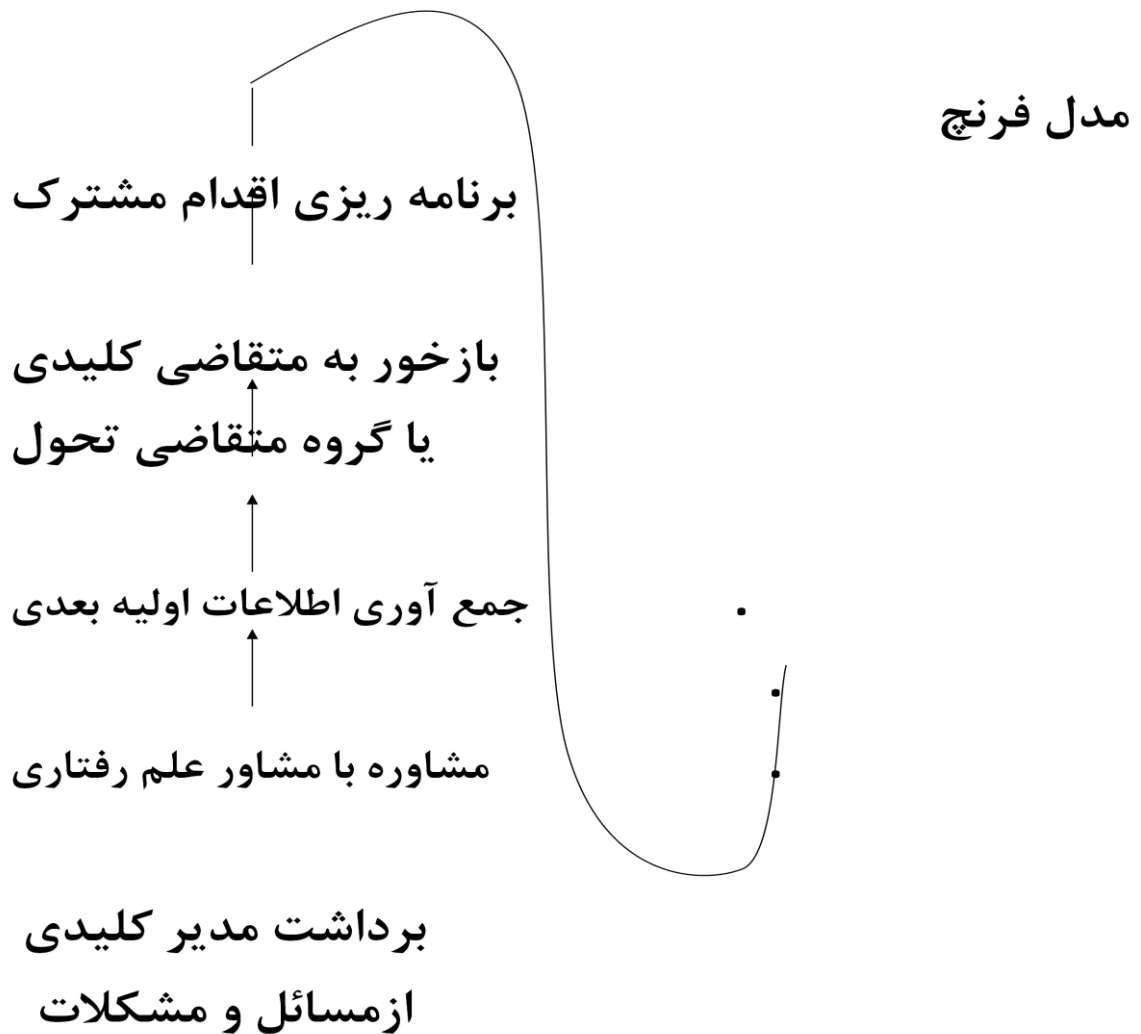 مدل فرنچ
برنامه ریزی اقدام مشترک
بازخور به متقاضی کلیدی
یا گروه متقاضی تحول
جمع آوری اطلاعات اولیه بعدی
مشاوره با مشاور علم رفتاری
برداشت مدیر کلیدی
ازمسائل و مشکلات